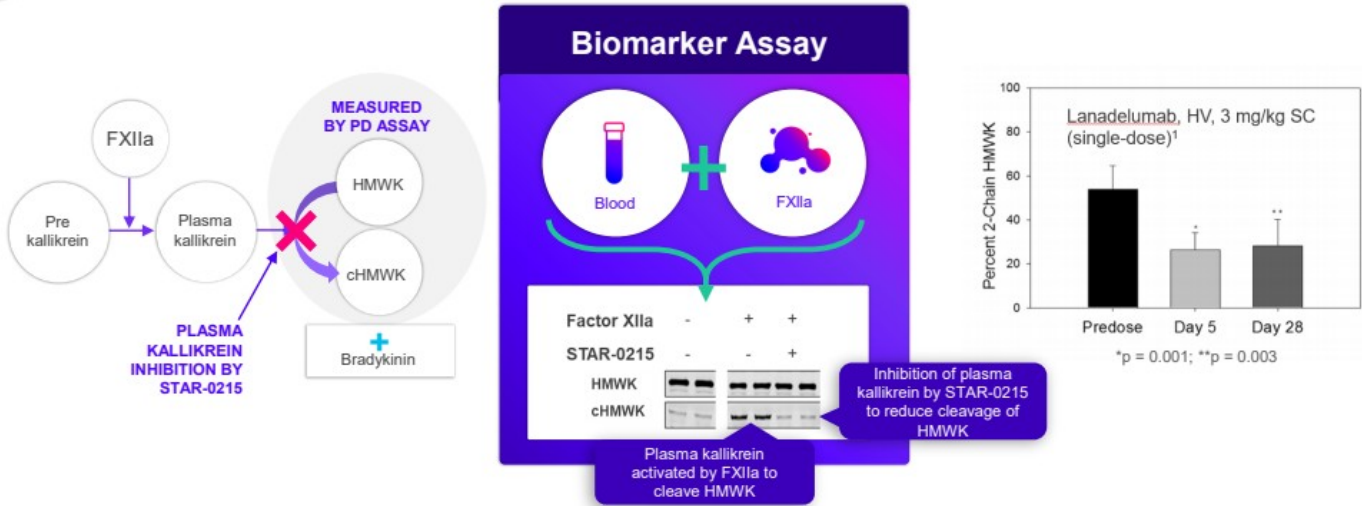 FXIIa
Pre
kallikrein
Plasma
kallikrein
MEASURED
BY PD ASSAY
HMWK
cHMWK
Bradykinin
PLASMA
KALLIKREIN
INHIBITION BY
STAR-0215
Biomarker Assay
Blood
FXIIa
Factor XIIa - + +
STAR-0215 - +
HMWK
cHMWK
Inhibition of plasma
kallikrein by STAR-0215
to reduce cleavage of
HMWK
Plasma kallikrein
activated by FXIIa to
cleave HMWK
Lanadelumab, HV, 3 mg/kg SC
(single-dose)¹
Percent 2-Chain HMWK
100
80
60
40
20
0
*
**
Predose Day 5 Day 28
*p = 0.001; **p = 0.003